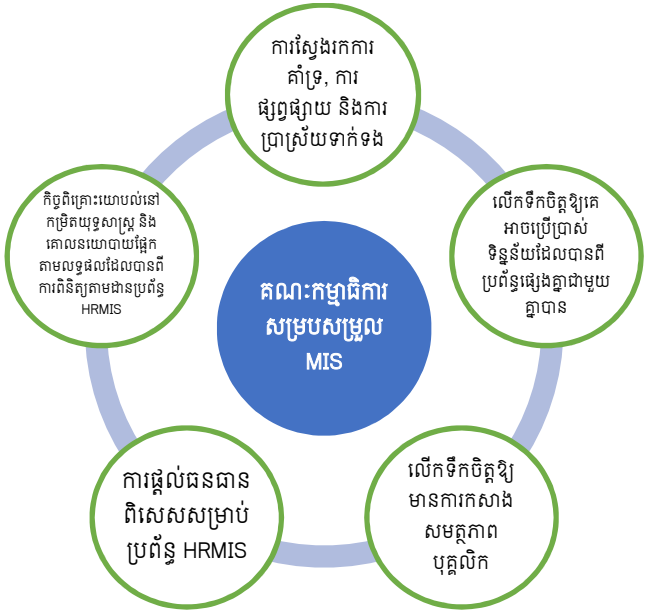 ការស្វែងរកការ
គាំទ្រ, ការ
ផ្សព្វផ្សាយ និងការ
ប្រាស្រ័យទាក់ទង
កិច្ចពិគ្រោះយោបល់នៅ
កម្រិតយុទ្ធសាស្ត្រ និង
គោលនយោបាយផ្អែក
តាមលទ្ធផលដែលបានពី
ការពិនិត្យតាមដានប្រព័ន្ធ
HRMIS
លើកទឹកចិត្តឱ្យគេ
អាចប្រើប្រាស់
ទិន្នន័យដែលបានពី
ប្រព័ន្ធផ្សេងគ្នាជាមួយ
គ្នាបាន
គណៈកម្មាធិការ
សម្របសម្រួល
MIS
ការផ្តល់ធនធាន
ពិសេសសម្រាប់
ប្រព័ន្ធ HRMIS
លើកទឹកចិត្តឱ្យ
មានការកសាង
សមត្ថភាព
បុគ្គលិក